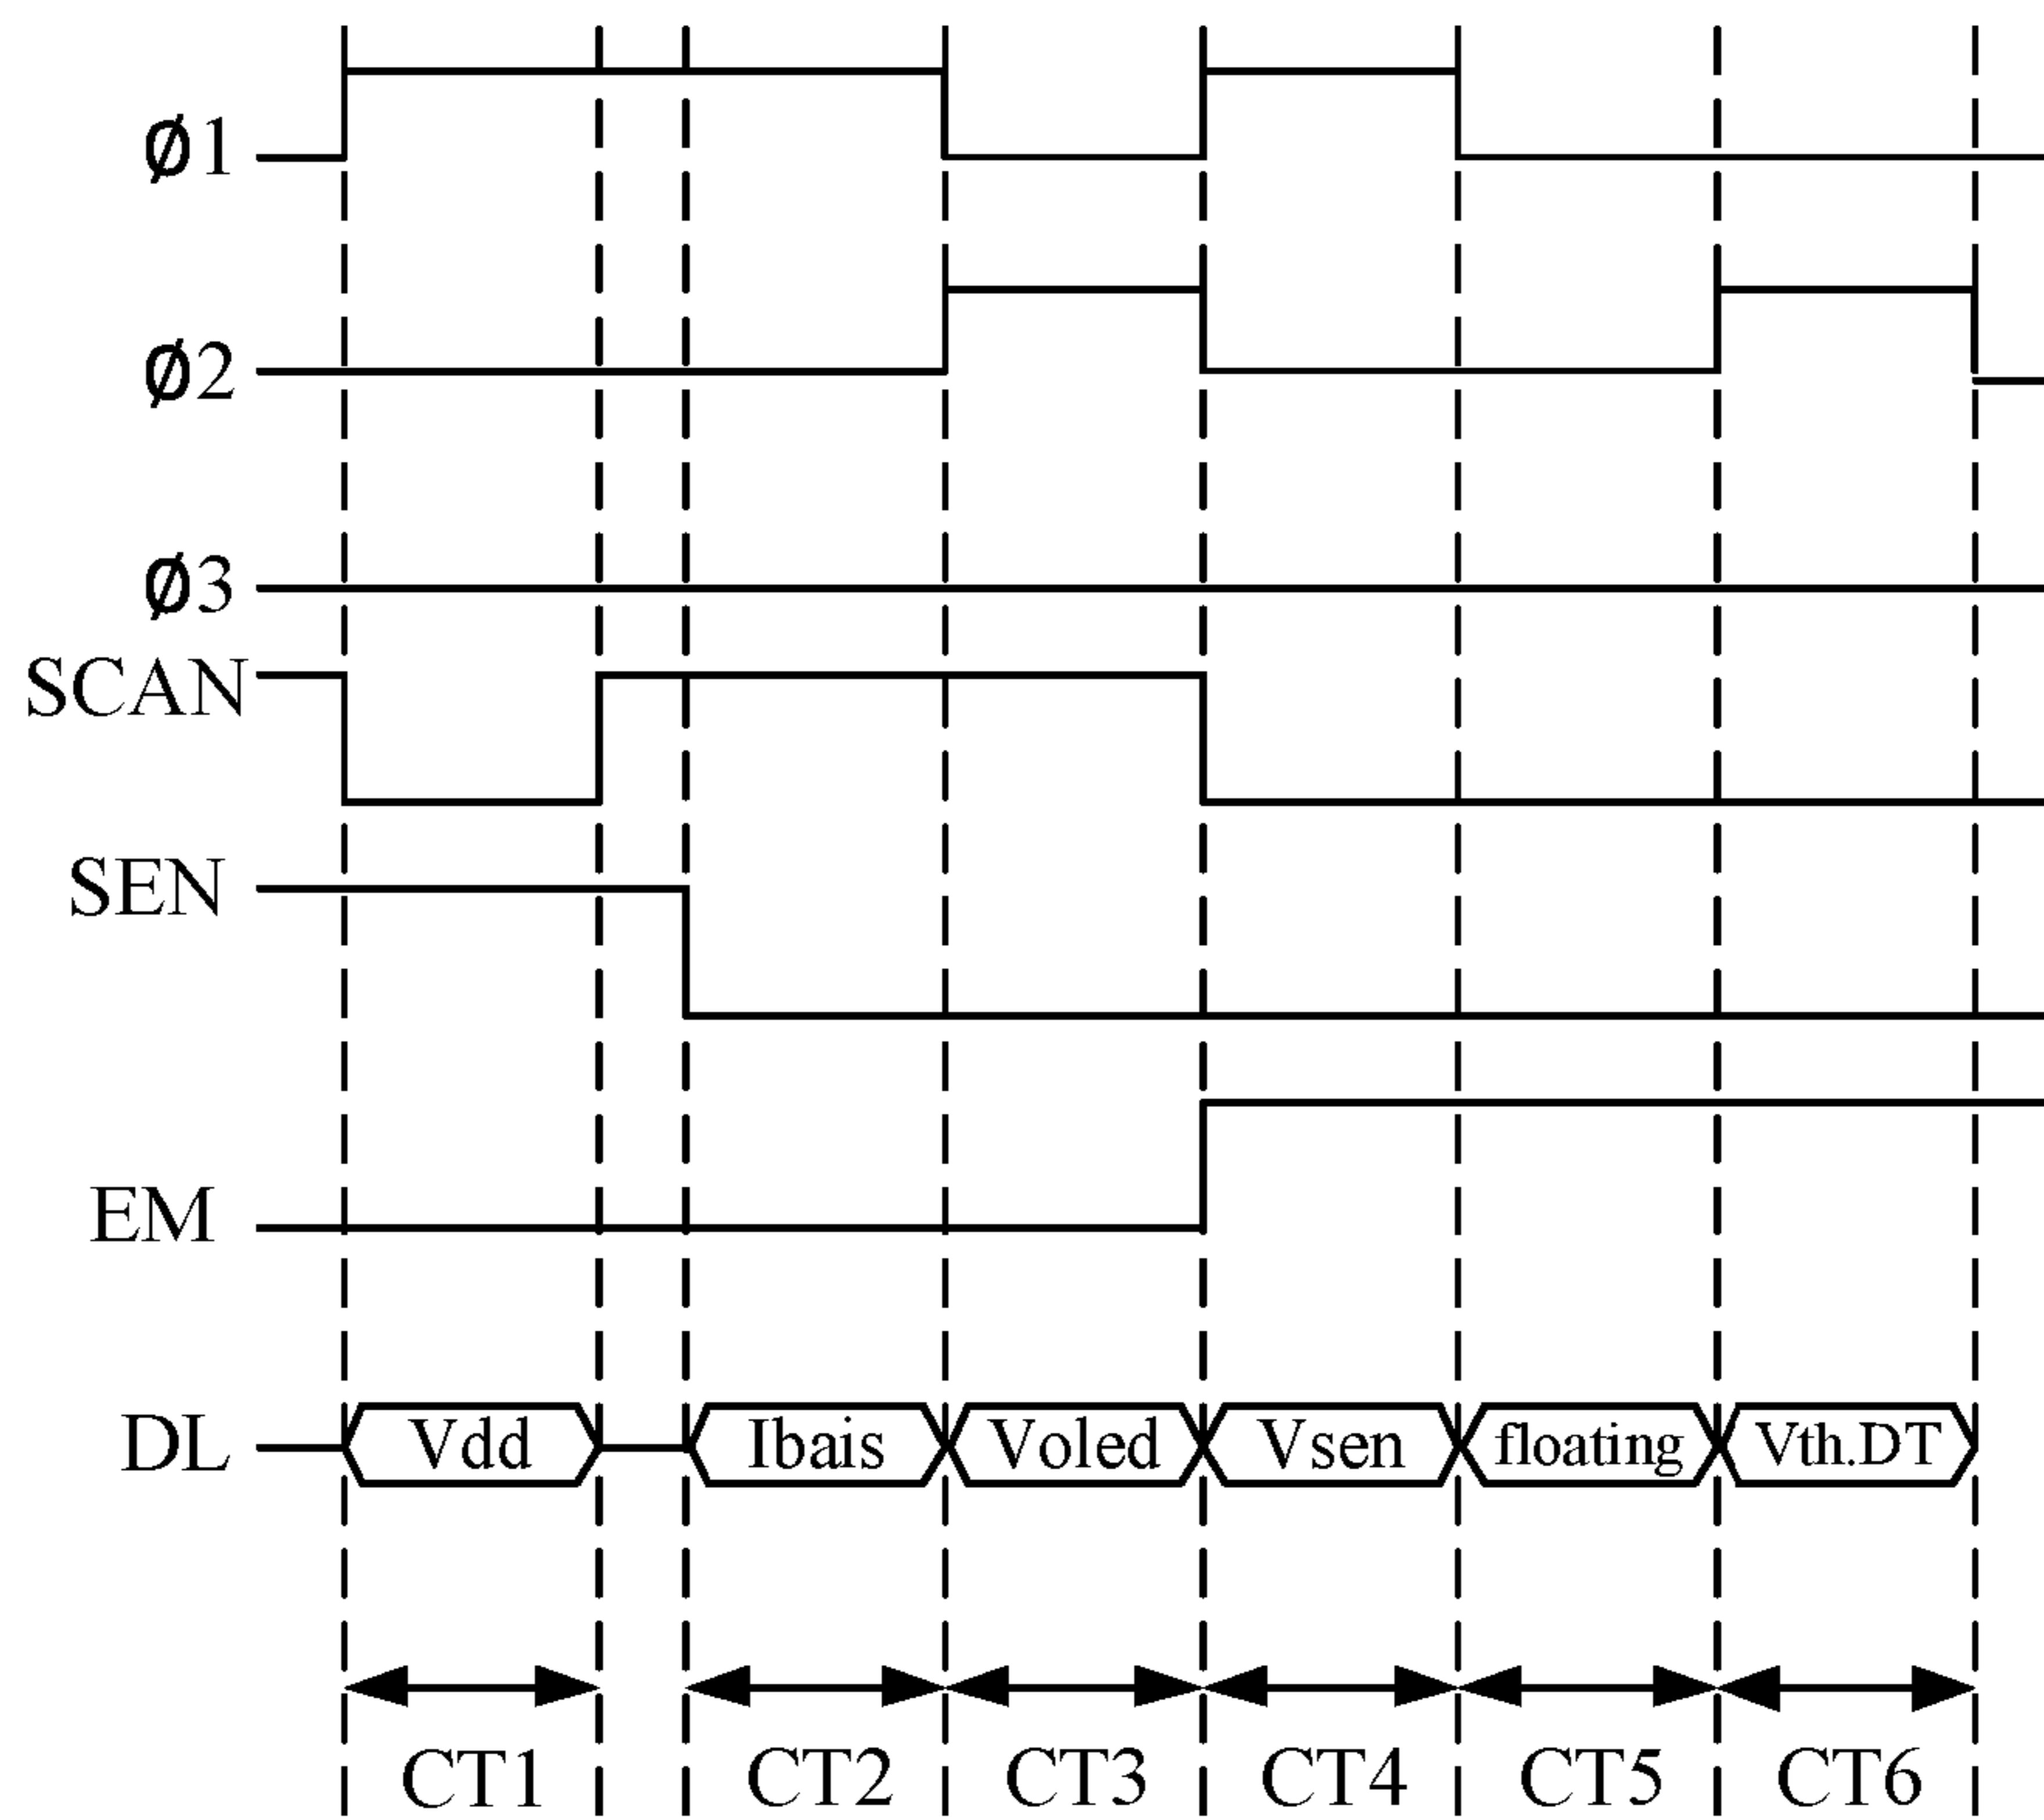 Ø1
Ø2
Ø3
SCAN
SEN
EM
DL Vdd Ibais Voled Vsen floating Vth.DT
CT1 CT2 CT3 CT4 CT5 CT6